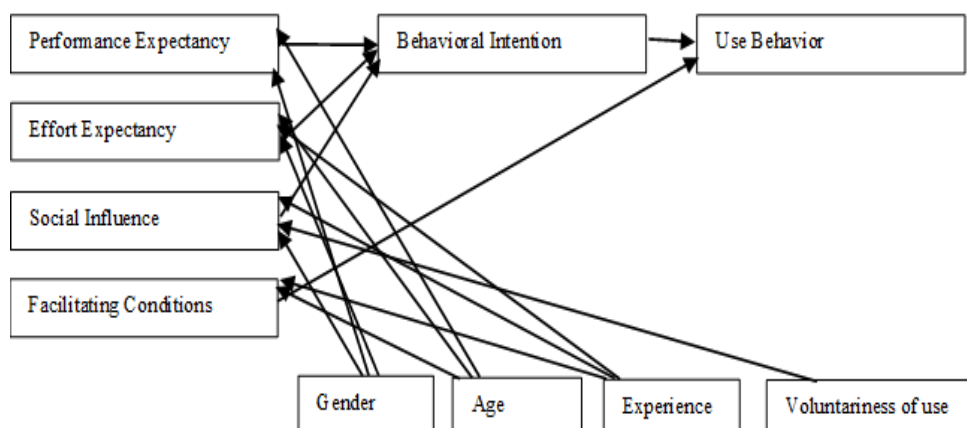 Performance Expectancy
Behavioral Intention
Use Behavior
Effort Expectancy
Social Influence
Facilitating Conditions
Gender
Age
Experience
Voluntariness of use